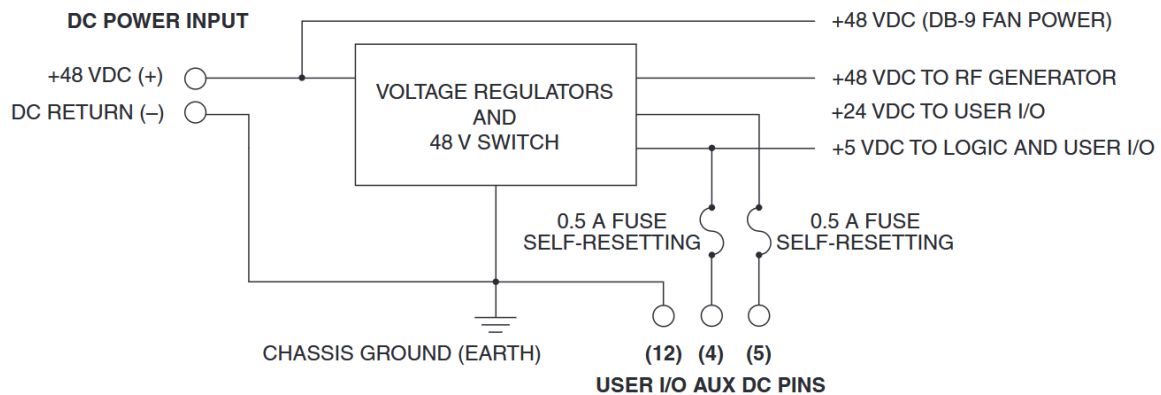 DC POWER INPUT
+48 VDC (DB-9 FAN POWER)
+48 VDC (+)
DC RETURN (–)
VOLTAGE REGULATORS
AND
48 V SWITCH
+48 VDC TO RF GENERATOR
+24 VDC TO USER I/O
+5 VDC TO LOGIC AND USER I/O
0.5 A FUSE
SELF-RESETTING
0.5 A FUSE
SELF-RESETTING
CHASSIS GROUND (EARTH)
(12) (4) (5)
USER I/O AUX DC PINS